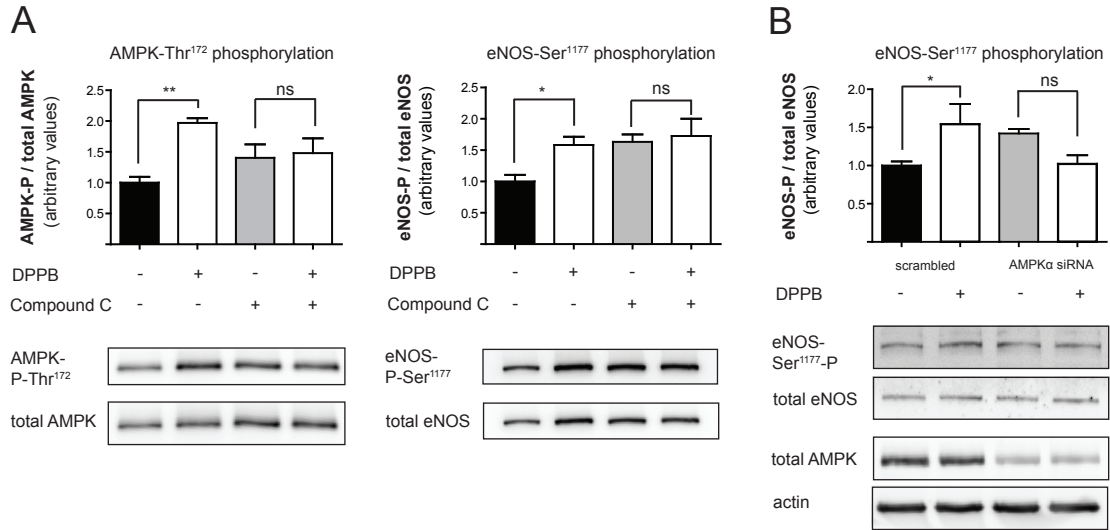 A
AMPK-Thr¹⁷² phosphorylation
AMPK-P / total AMPK
(arbitrary values)
2.0
1.5
1.0
0.5
**
ns
DPPB - + - +
Compound C - - + +
AMPK-
P-Thr¹⁷²
total AMPK
eNOS-Ser¹¹⁷⁷ phosphorylation
eNOS-P / total eNOS
(arbitrary values)
2.5
2.0
1.5
1.0
0.5
*
ns
DPPB - + - +
Compound C - - + +
eNOS-
P-Ser¹¹⁷⁷
total eNOS
B
eNOS-Ser¹¹⁷⁷ phosphorylation
eNOS-P / total eNOS
(arbitrary values)
2.0
1.5
1.0
0.5
*
ns
scrambled AMPKα siRNA
DPPB - + - +
eNOS-
Ser¹¹⁷⁷-P
total eNOS
total AMPK
actin